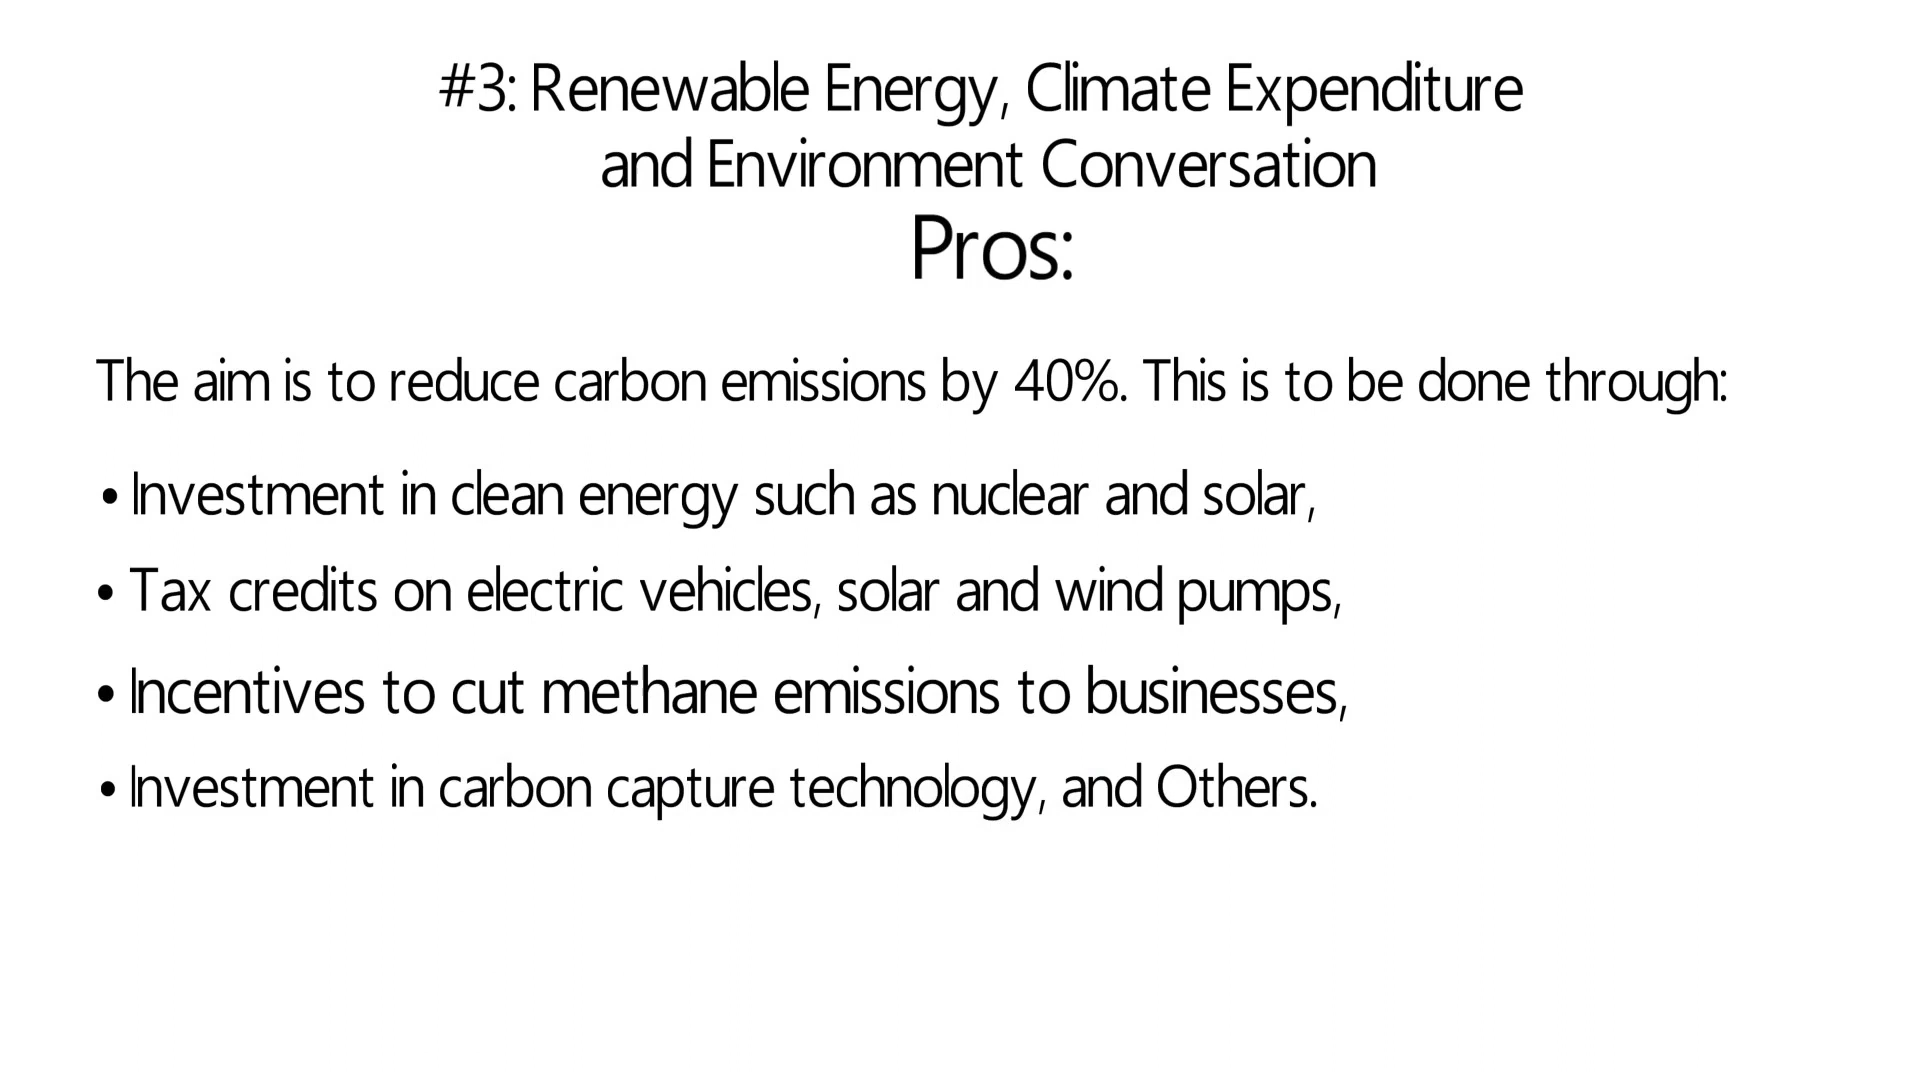 #3: Renewable Energy, Climate Expenditure
and Environment Conversation
Pros:
The aim is to reduce carbon emissions by 40%. This is to be done through:
• Investment in clean energy such as nuclear and solar,
• Tax credits on electric vehicles, solar and wind pumps,
• Incentives to cut methane emissions to businesses,
• Investment in carbon capture technology, and Others.